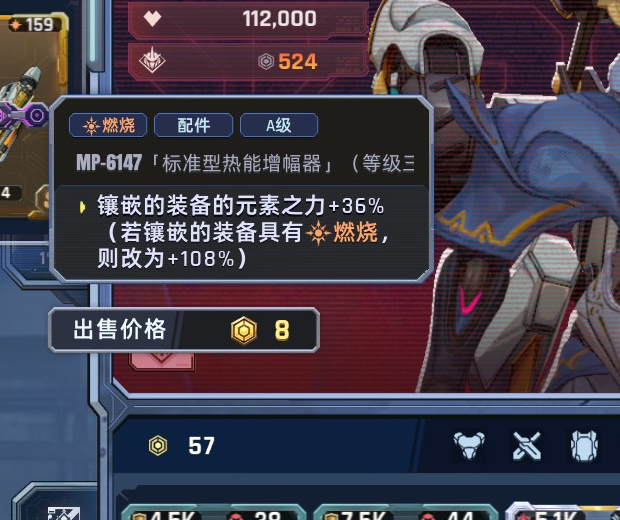 159
112,000
524
燃烧 配件 A级
MP-6147「标准型热能增幅器」（等级三
4
镶嵌的装备的元素之力+36%
（若镶嵌的装备具有燃烧，
则改为+108%）
出售价格 8
57
4.5K 7.5K 44 5.1K